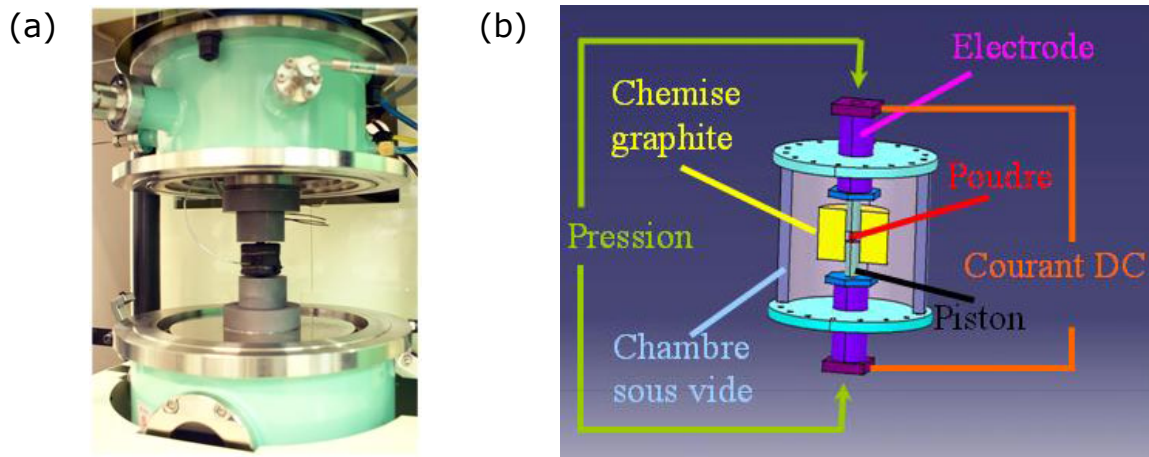 (a)
(b)
Electrode
Chemise
graphite
Poudre
Pression
Courant DC
Piston
Chambre
sous vide